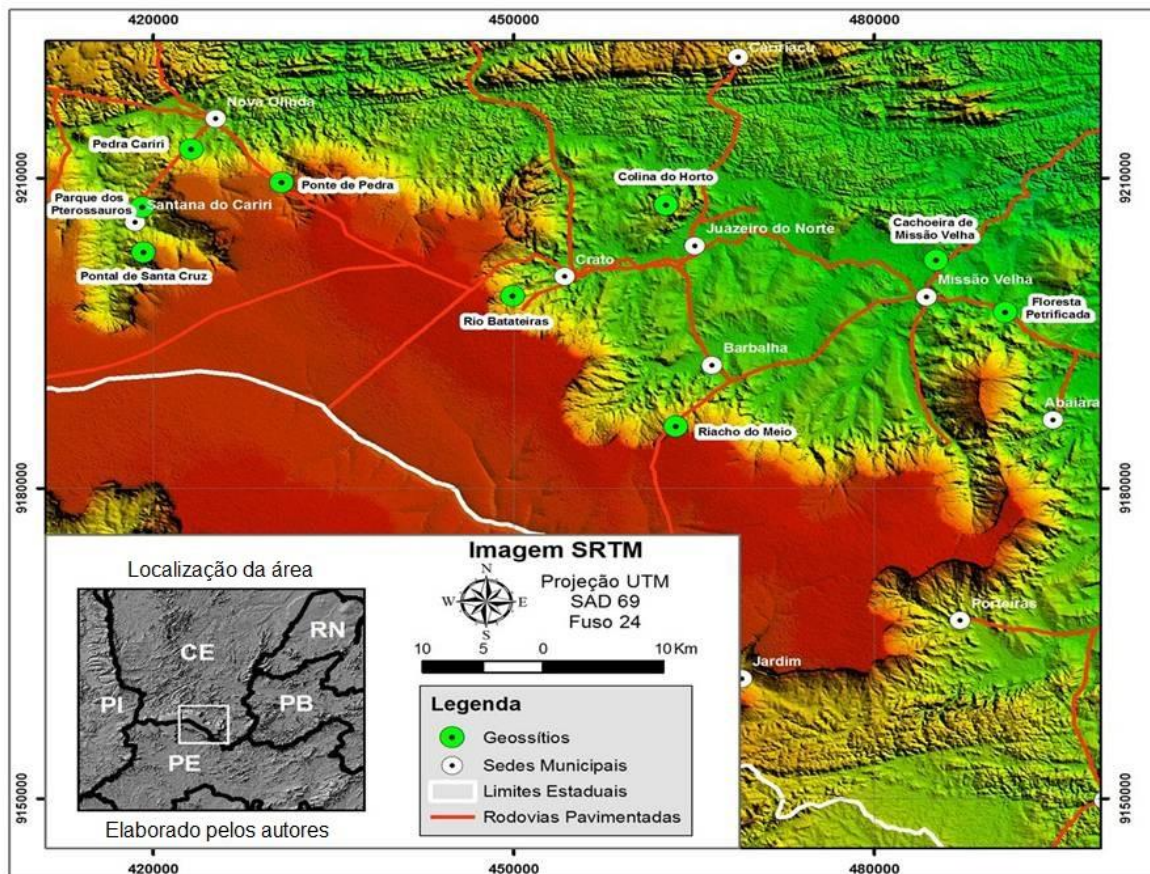 420000
450000
480000
Caririaçu
Nova Olinda
Pedra Cariri
9210000
9210000
Ponte de Pedra
Colina do Horto
Parque dos
Pterossauros
Santana do Cariri
Cachoeira de
Missão Velha
Juazeiro do Norte
Pontal de Santa Cruz
Crato
Missão Velha
Rio Batateiras
Floresta
Petrificada
Barbalha
Abaiara
Riacho do Meio
9180000
9180000
Imagem SRTM
N
W
E
S
Projeção UTM
SAD 69
Fuso 24
10
5
0
10 Km
Localização da área
RN
CE
PI
PB
PE
Elaborado pelos autores
Porteiras
Jardim
Legenda
Geossítios
Sedes Municipais
Limites Estaduais
Rodovias Pavimentadas
9150000
9150000
420000
450000
480000